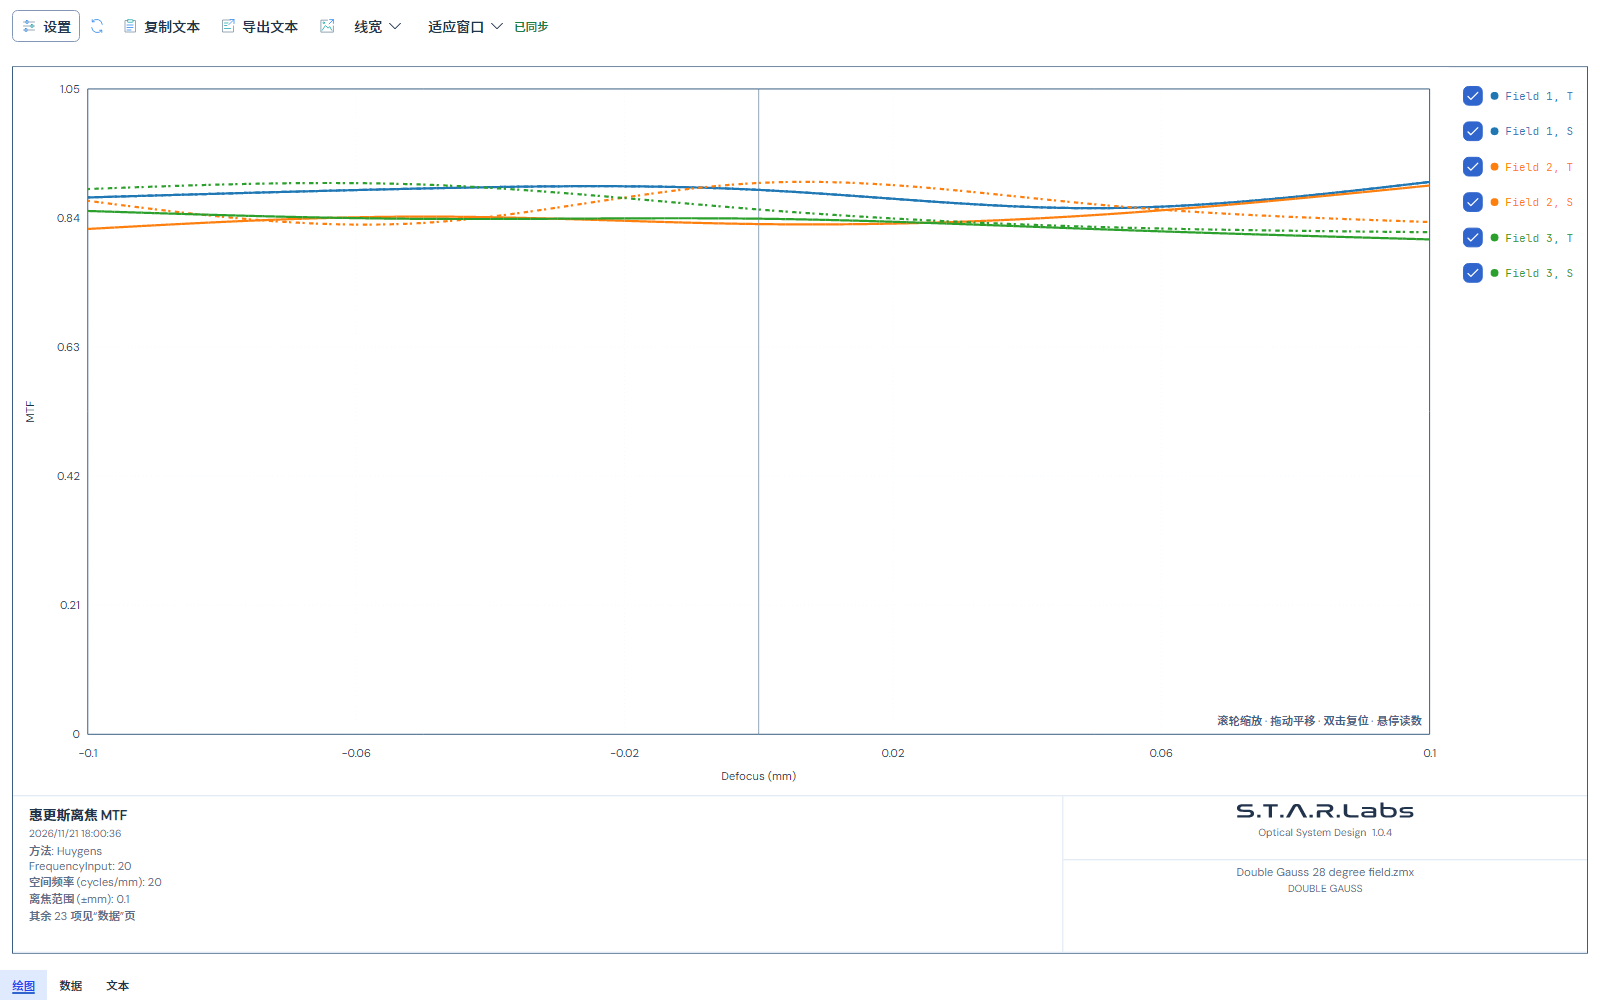 设置 复制文本 导出文本 线宽 适应窗口 已同步
1.05
0.84
0.63
0.42
0.21
0
MTF
−0.1 −0.06 −0.02 0.02 0.06 0.1
Defocus (mm)
滚轮缩放 · 拖动平移 · 双击复位 · 悬停读数
Field 1, T
Field 1, S
Field 2, T
Field 2, S
Field 3, T
Field 3, S
惠更斯离焦 MTF
2026/11/21 18:00:36
方法: Huygens
FrequencyInput: 20
空间频率 (cycles/mm): 20
离焦范围 (±mm): 0.1
其余 23 项见"数据"页
S.T.A.R.Labs
Optical System Design 1.0.4
Double Gauss 28 degree field.zmx
DOUBLE GAUSS
绘图 数据 文本